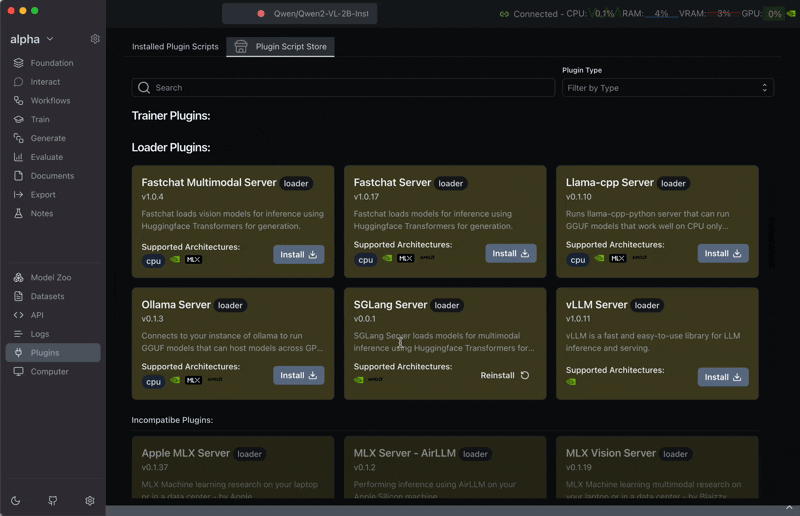 Qwen/Qwen2-VL-2B-Inst
Connected - CPU: 0.1% RAM: 4% VRAM: 3% GPU: 0%
alpha
Foundation
Interact
Workflows
Train
Generate
Evaluate
Documents
Export
Notes
Model Zoo
Datasets
API
Logs
Plugins
Computer
Installed Plugin Scripts
Plugin Script Store
Plugin Type
Search
Filter by Type
Trainer Plugins:
Loader Plugins:
Fastchat Multimodal Server loader
v1.0.4
Fastchat loads vision models for inference using
Huggingface Transformers for generation.
Supported Architectures:
cpu MLX
Install
Fastchat Server loader
v1.0.17
Fastchat loads models for inference using
Huggingface Transformers for generation.
Supported Architectures:
cpu MLX AMD
Install
Llama-cpp Server loader
v0.1.10
Runs llama-cpp-python server that can run
GGUF models that work well on CPU only...
Supported Architectures:
cpu MLX AMD
Install
Ollama Server loader
v0.1.3
Connects to your instance of ollama to run
GGUF models that can host models across GP...
Supported Architectures:
cpu MLX AMD
Install
SGLang Server loader
v0.0.1
SGLang Server loads models for multimodal
inference using Huggingface Transformers for...
Supported Architectures:
AMD
Reinstall
vLLM Server loader
v1.0.11
vLLM is a fast and easy-to-use library for LLM
inference and serving.
Supported Architectures:
Install
Incompatibe Plugins:
Apple MLX Server loader
v0.1.37
MLX Machine learning research on your laptop
or in a data center - by Apple
MLX Server - AirLLM loader
v0.1.2
Performing inference using AirLLM on your
Apple Silicon machine
MLX Vision Server loader
v0.1.19
MLX Machine learning multimodal research on
your laptop or in a data center - by Blaizzy